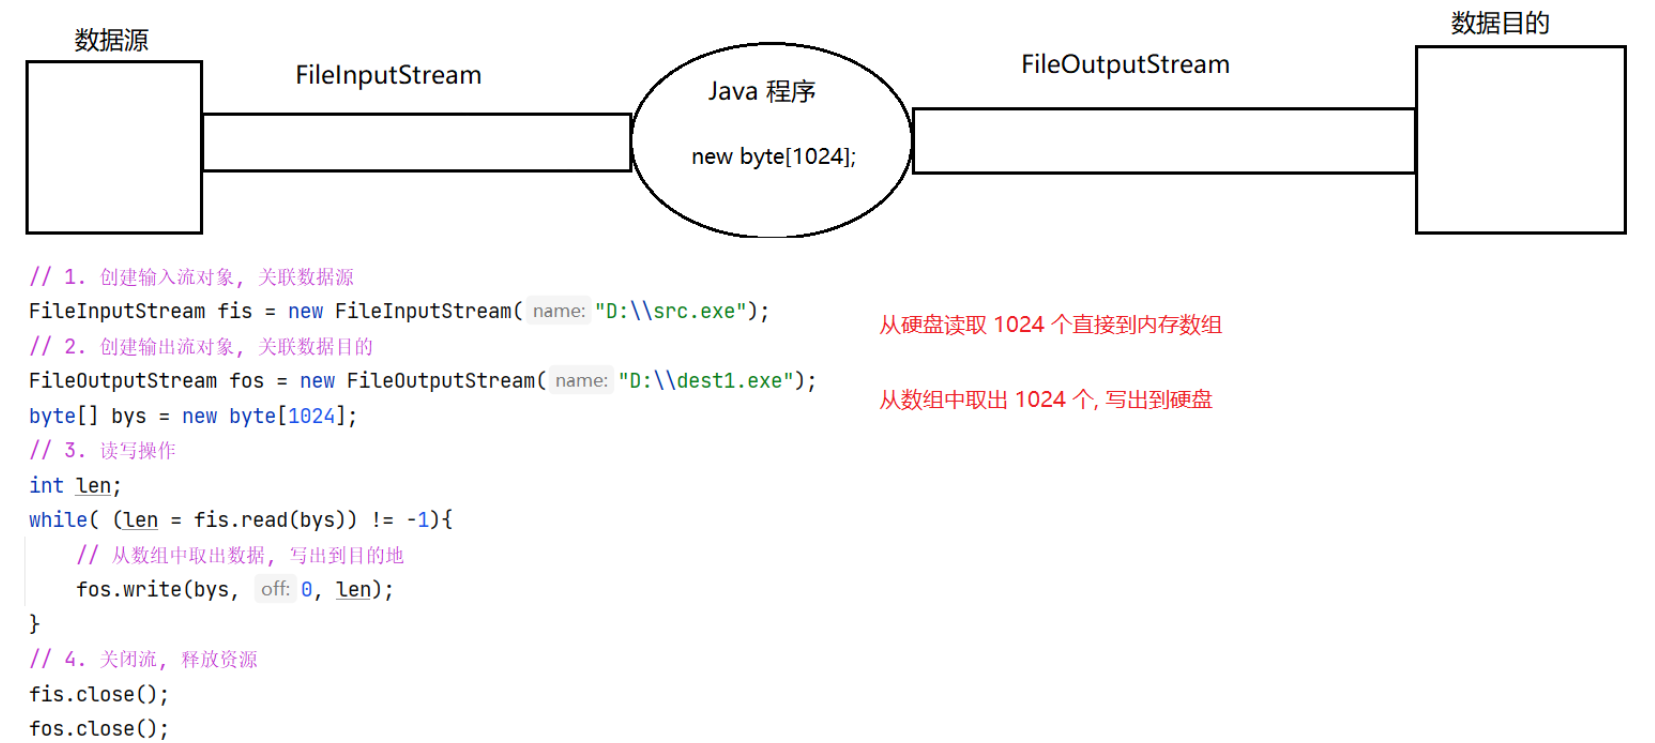 数据源
FileInputStream
Java 程序
new byte[1024];
FileOutputStream
数据目的
// 1. 创建输入流对象, 关联数据源
FileInputStream fis = new FileInputStream( name: "D:\\src.exe");
// 2. 创建输出流对象, 关联数据目的
FileOutputStream fos = new FileOutputStream( name: "D:\\dest1.exe");
byte[] bys = new byte[1024];
// 3. 读写操作
int len;
while( (len = fis.read(bys)) != -1){
// 从数组中取出数据, 写出到目的地
fos.write(bys, off: 0, len);
}
// 4. 关闭流, 释放资源
fis.close();
fos.close();
从硬盘读取 1024 个直接到内存数组
从数组中取出 1024 个, 写出到硬盘